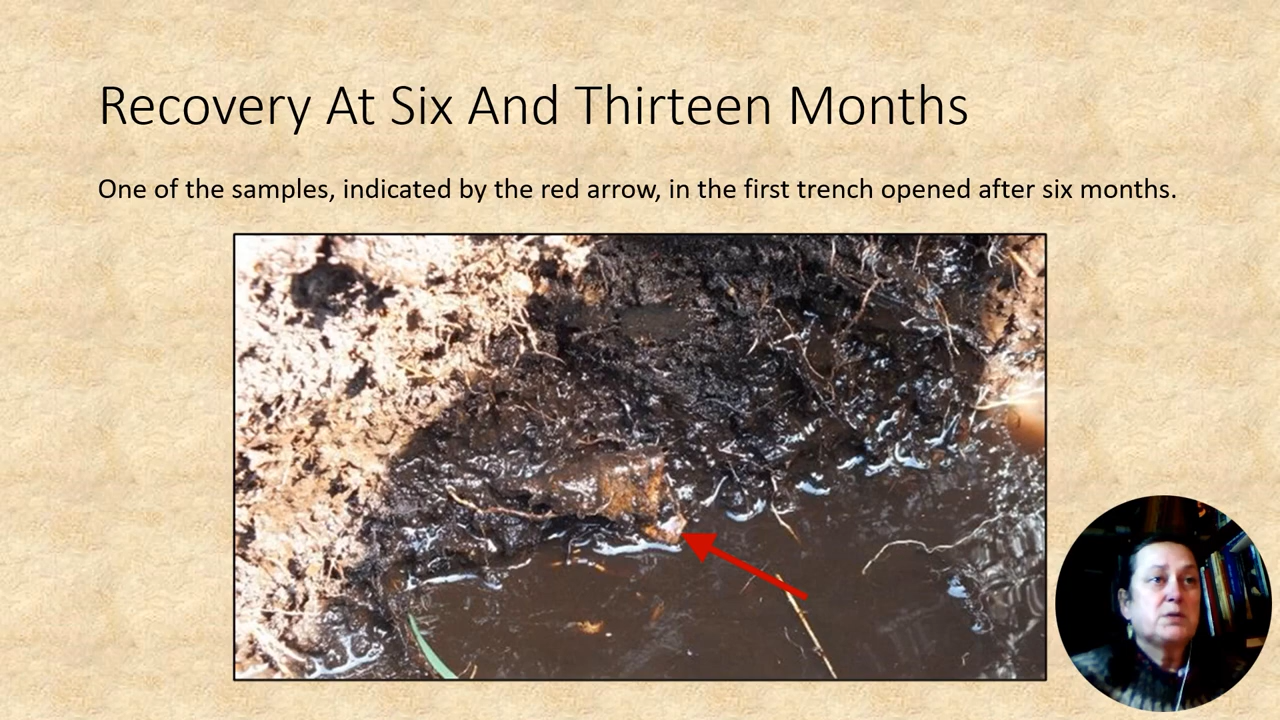 Recovery At Six And Thirteen Months
One of the samples, indicated by the red arrow, in the first trench opened after six months.